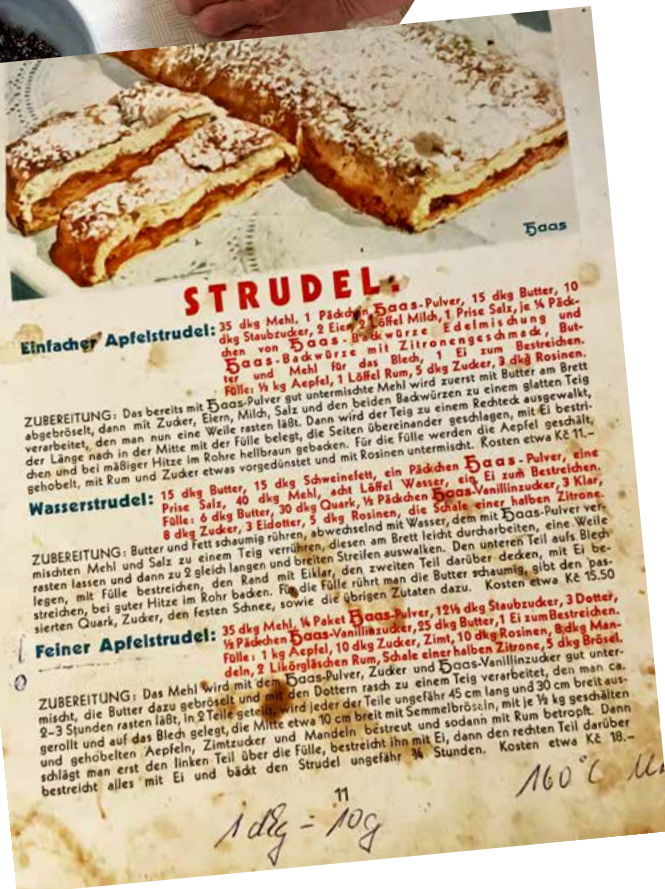 Haas
STRUDEL.
Einfacher Apfelstrudel: 35 dkg Mehl, 1 Päckchen Haas-Pulver, 15 dkg Butter, 10
dkg Staubzucker, 2 Eier, 2 Löffel Milch, 1 Prise Salz, je ¼ Päck-
chen von Haas-Backwürze Edelmischung und
Haas-Backwürze mit Zitronengeschmack, But-
ter und Mehl für das Blech, 1 Ei zum Bestreichen.
Fülle: ½ kg Aepfel, 1 Löffel Rum, 5 dkg Zucker, 3 dkg Rosinen.
ZUBEREITUNG: Das bereits mit Haas-Pulver gut untermischte Mehl wird zuerst mit Butter am Brett
abgebröselt, dann mit Zucker, Eiern, Milch, Salz und den beiden Backwürzen zu einem glatten Teig
verarbeitet, den man nun eine Weile rasten läßt. Dann wird der Teig zu einem Rechteck ausgewalkt,
der Länge nach in der Mitte mit der Fülle belegt, die Seiten übereinander geschlagen, mit Ei bestri-
chen und bei mäßiger Hitze im Rohre hellbraun gebacken. Für die Fülle werden die Aepfel geschält,
gehobelt, mit Rum und Zucker etwas vorgedünstet und mit Rosinen untermischt. Kosten etwa Kč 11.–
Wasserstrudel: 15 dkg Butter, 15 dkg Schweinefett, ein Päckchen Haas-Pulver, eine
Prise Salz, 40 dkg Mehl, acht Löffel Wasser, ein Ei zum Bestreichen.
Fülle: 6 dkg Butter, 30 dkg Quark, ½ Päckchen Haas-Vanillinzucker, 3 Klar,
8 dkg Zucker, 3 Eidotter, 5 dkg Rosinen, die Schale einer halben Zitrone.
ZUBEREITUNG: Butter und Fett schaumig rühren, abwechselnd mit Wasser, dem mit Haas-Pulver ver-
mischten Mehl und Salz zu einem Teig verrühren, diesen am Brett leicht durcharbeiten, eine Weile
rasten lassen und dann zu 2 gleich langen und breiten Streifen auswalken. Den unteren Teil aufs Blech
legen, mit Fülle bestreichen, den Rand mit Eiklar, den zweiten Teil darüber decken, mit Ei be-
streichen, bei guter Hitze im Rohr backen. Für die Fülle rührt man die Butter schaumig, gibt den pas-
sierten Quark, Zucker, den festen Schnee, sowie die übrigen Zutaten dazu. Kosten etwa Kč 15.50
Feiner Apfelstrudel: 35 dkg Mehl, ¼ Paket Haas-Pulver, 12½ dkg Staubzucker, 3 Dotter,
½ Päckchen Haas-Vanillinzucker, 25 dkg Butter, 1 Ei zum Bestreichen.
Fülle: 1 kg Aepfel, 10 dkg Zucker, Zimt, 10 dkg Rosinen, 8 dkg Man-
deln, 2 Likörgläschen Rum, Schale einer halben Zitrone, 5 dkg Brösel.
ZUBEREITUNG: Das Mehl wird mit dem Haas-Pulver, Zucker und Haas-Vanillinzucker gut unter-
mischt, die Butter dazu gebröselt und mit den Dottern rasch zu einem Teig verarbeitet, den man ca.
2–3 Stunden rasten läßt, In 2 Teile geteilt, wird jeder der Teile ungefähr 45 cm lang und 30 cm breit aus-
gerollt und auf das Blech gelegt, die Mitte etwa 10 cm breit mit Semmelbröseln, mit je ½ kg geschälten
und gehobelten Aepfeln, Zimtzucker und Mandeln bestreut und sodann mit Rum betropft. Dann
schlägt man erst den linken Teil über die Fülle, bestreicht ihn mit Ei, dann den rechten Teil darüber
bestreicht alles mit Ei und bäckt den Strudel ungefähr ¾ Stunden. Kosten etwa Kč 18.–
11
160°C
1 dkg = 10g